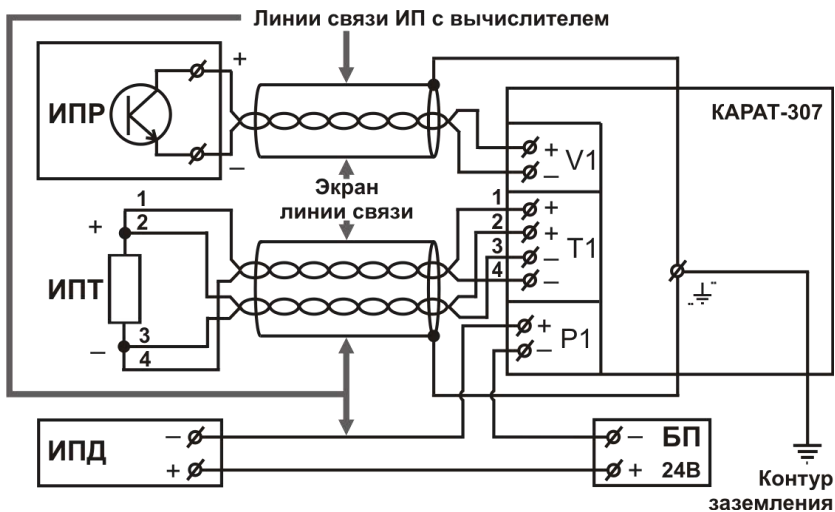 Линии связи ИП с вычислителем
ИПР
+
–
КАРАТ-307
+
–
V1
Экран
линии связи
1
+ 2
ИПТ
– 3
4
1 +
2 +
3 –
4 –
T1
+
–
P1
„⏚"
ИПД
–
+
– БП
+ 24В
Контур
заземления